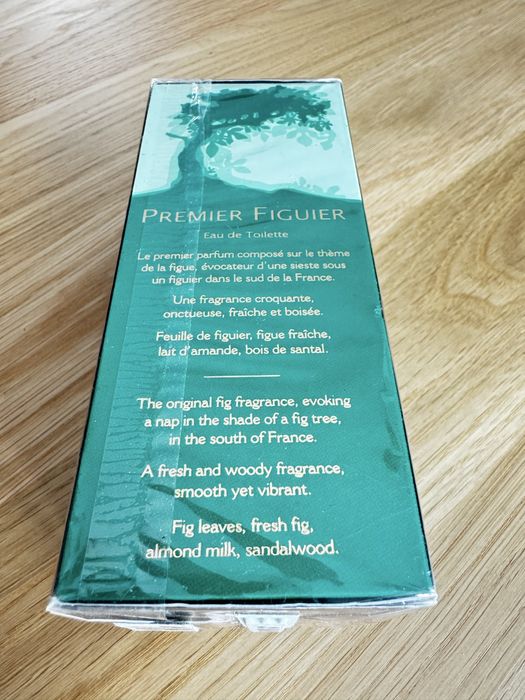 PREMIER FIGUIER
Eau de Toilette
Le premier parfum composé sur le thème
de la figue, évocateur d'une sieste sous
un figuier dans le sud de la France.
Une fragrance croquante,
onctueuse, fraîche et boisée.
Feuille de figuier, figue fraîche,
lait d'amande, bois de santal.
The original fig fragrance, evoking
a nap in the shade of a fig tree,
in the south of France.
A fresh and woody fragrance,
smooth yet vibrant.
Fig leaves, fresh fig,
almond milk, sandalwood.